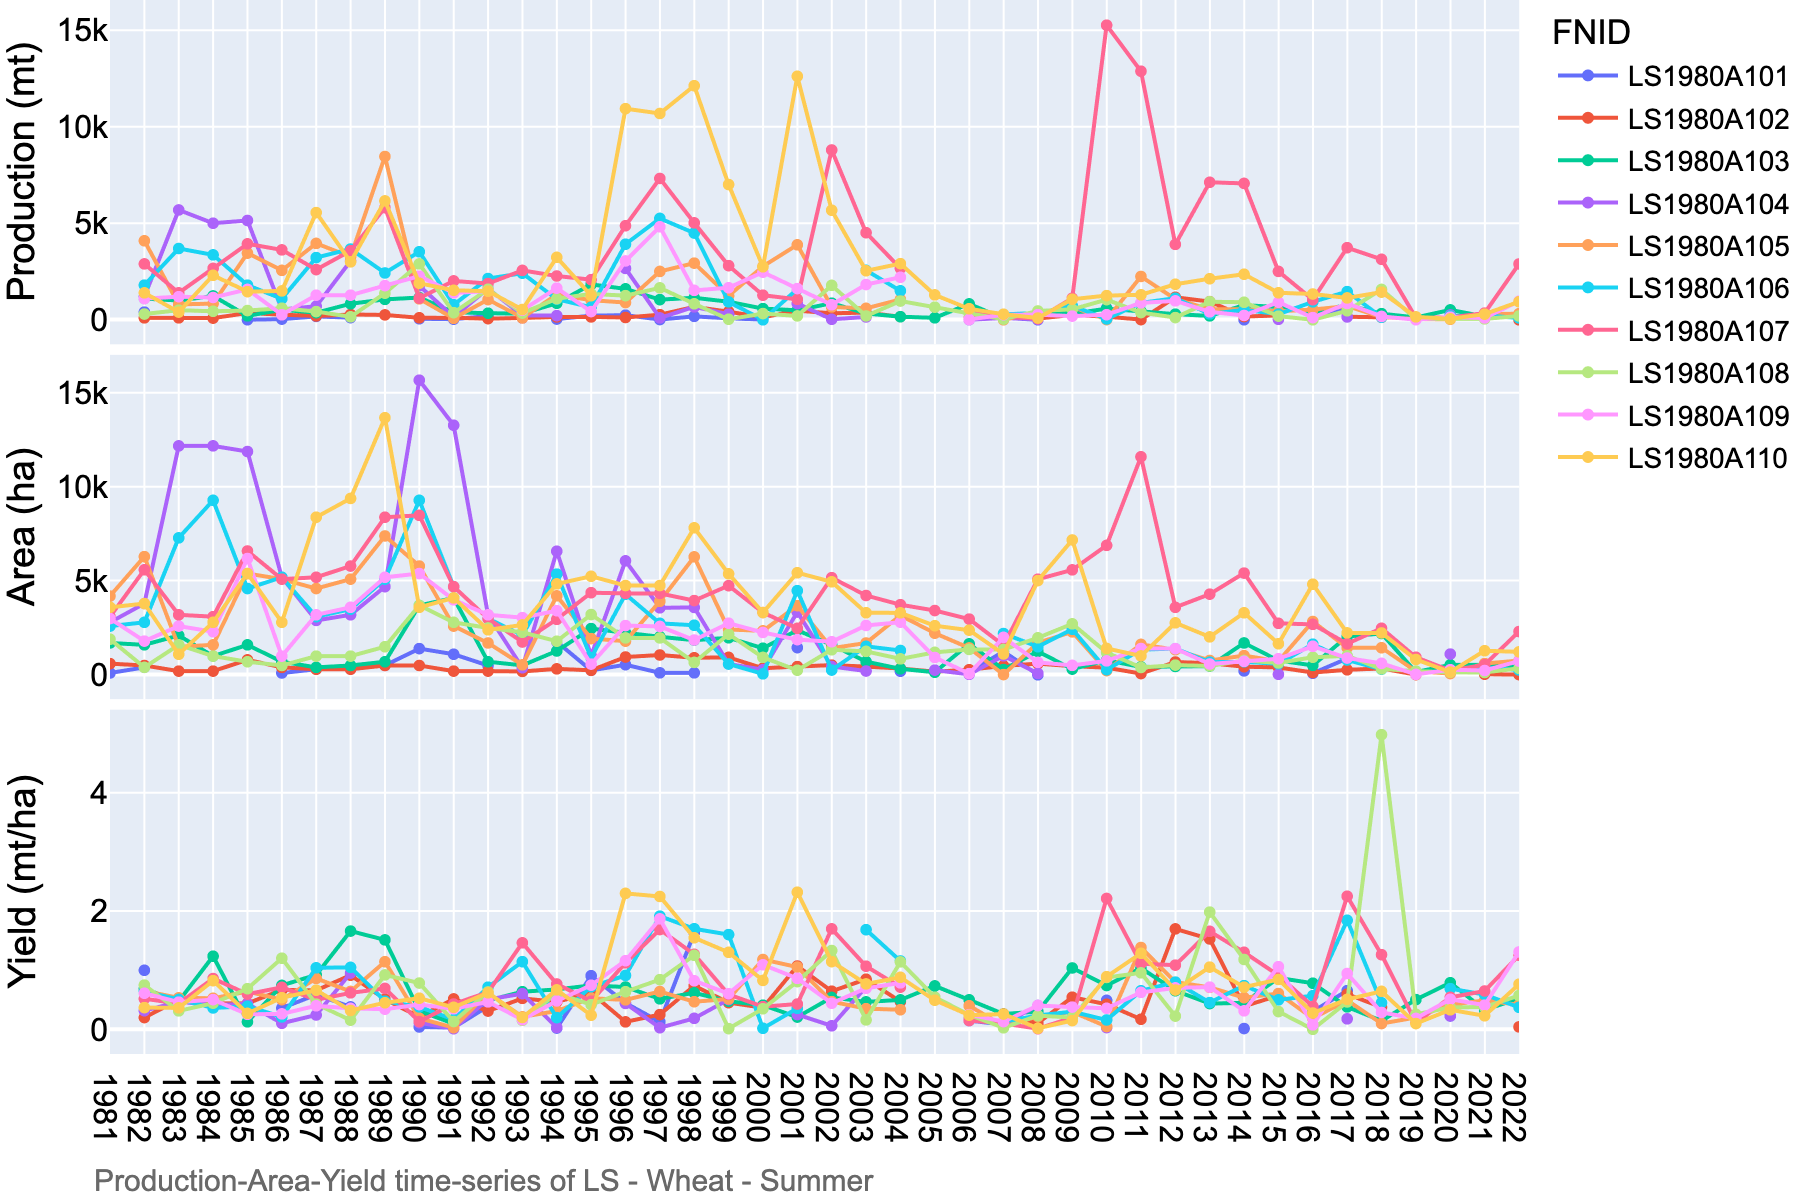 Production (mt)
15k
10k
5k
0
Area (ha)
15k
10k
5k
0
Yield (mt/ha)
4
2
0
1981
1982
1983
1984
1985
1986
1987
1988
1989
1990
1991
1992
1993
1994
1995
1996
1997
1998
1999
2000
2001
2002
2003
2004
2005
2006
2007
2008
2009
2010
2011
2012
2013
2014
2015
2016
2017
2018
2019
2020
2021
2022
FNID
LS1980A101
LS1980A102
LS1980A103
LS1980A104
LS1980A105
LS1980A106
LS1980A107
LS1980A108
LS1980A109
LS1980A110
Production-Area-Yield time-series of LS - Wheat - Summer